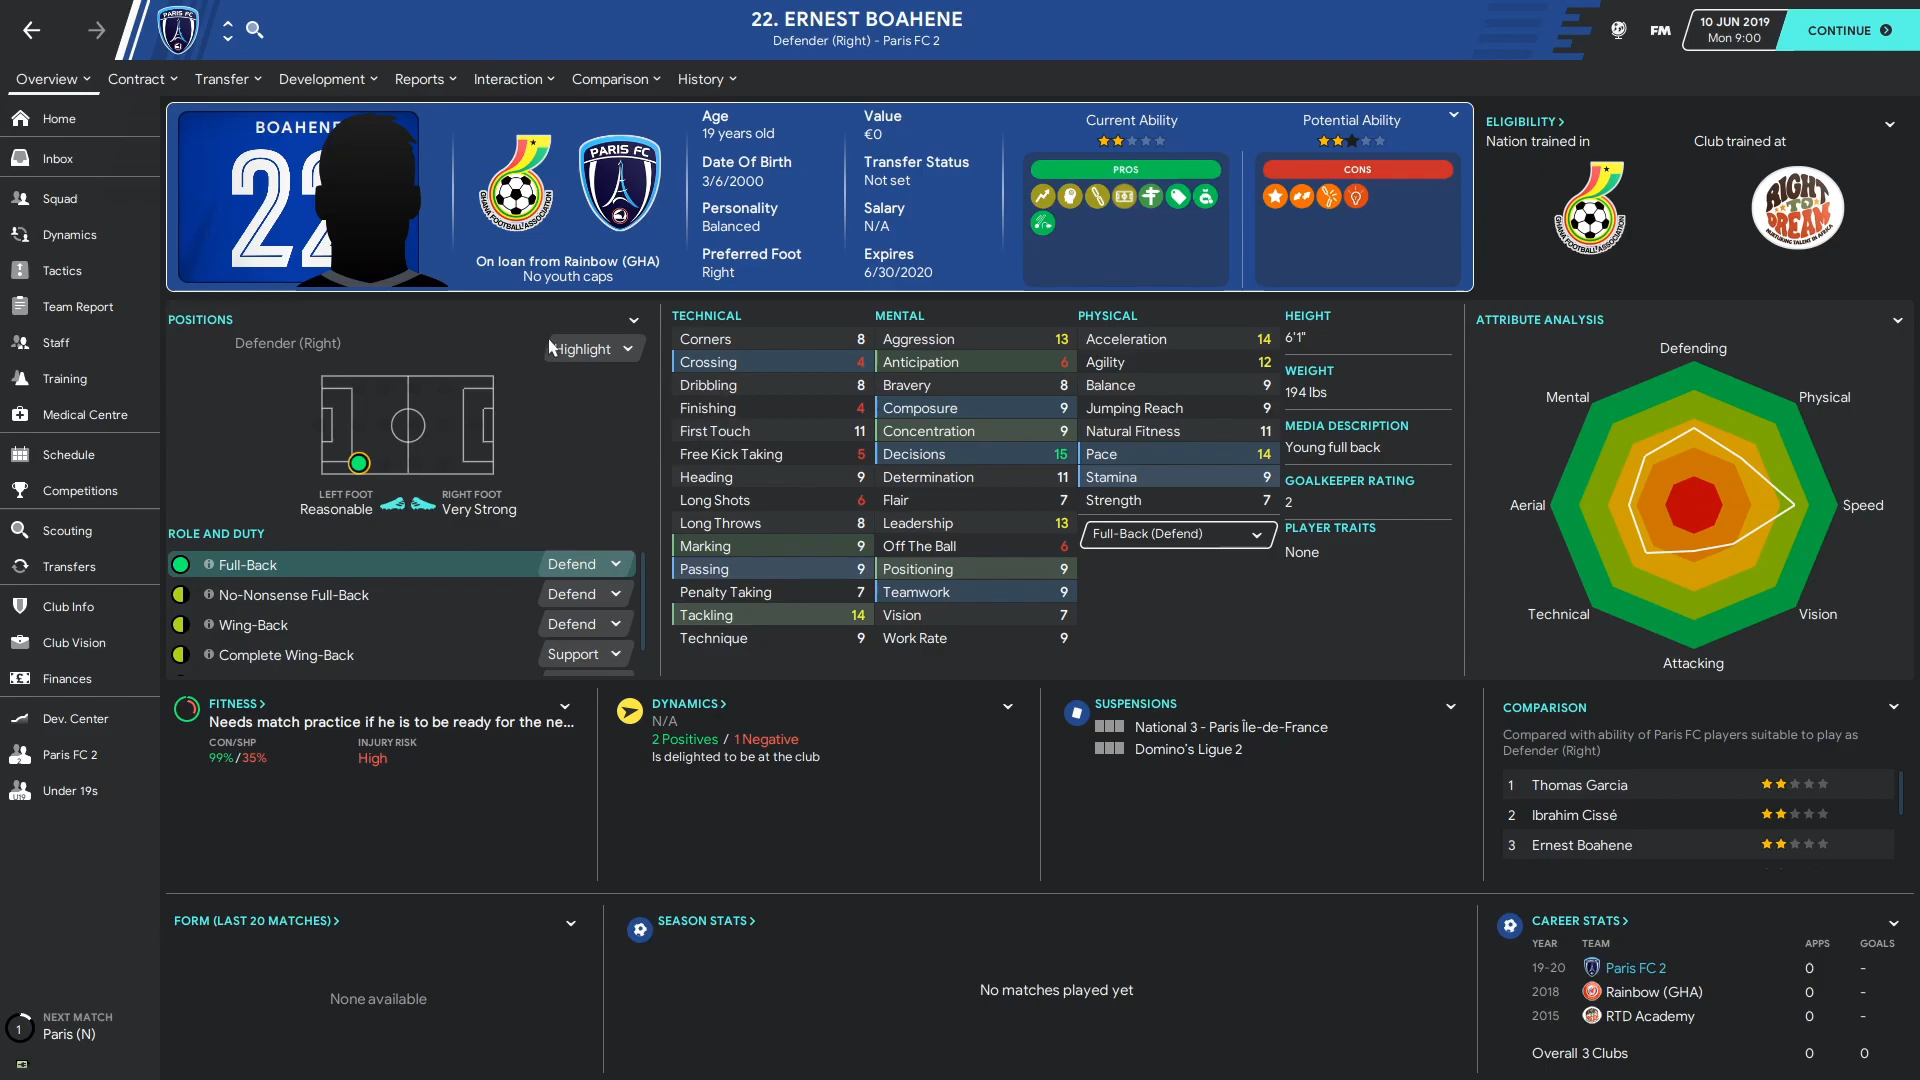 PARIS FC
22. ERNEST BOAHENE
Defender (Right) - Paris FC 2
FM
10 JUN 2019
Mon 9:00
CONTINUE
Overview
Contract
Transfer
Development
Reports
Interaction
Comparison
History
Home
Inbox
Squad
Dynamics
Tactics
Team Report
Staff
Training
Medical Centre
Schedule
Competitions
Scouting
Transfers
Club Info
Club Vision
Finances
Dev. Center
Paris FC 2
Under 19s
NEXT MATCH
1
Paris (N)
BOAHENE
22
GHANA FOOTBALL ASSOCIATION
PARIS FC
On loan from Rainbow (GHA)
No youth caps
Age
19 years old
Date Of Birth
3/6/2000
Personality
Balanced
Preferred Foot
Right
Value
€0
Transfer Status
Not set
Salary
N/A
Expires
6/30/2020
Current Ability
PROS
Potential Ability
CONS
ELIGIBILITY
Nation trained in
GHANA FOOTBALL ASSOCIATION
Club trained at
RIGHT TO DREAM
NURTURING TALENT IN AFRICA
POSITIONS
Defender (Right)
Highlight
LEFT FOOT
Reasonable
RIGHT FOOT
Very Strong
ROLE AND DUTY
Full-Back Defend
No-Nonsense Full-Back Defend
Wing-Back Defend
Complete Wing-Back Support
TECHNICAL
Corners 8
Crossing 4
Dribbling 8
Finishing 4
First Touch 11
Free Kick Taking 5
Heading 9
Long Shots 6
Long Throws 8
Marking 9
Passing 9
Penalty Taking 7
Tackling 14
Technique 9
MENTAL
Aggression 13
Anticipation 6
Bravery 8
Composure 9
Concentration 9
Decisions 15
Determination 11
Flair 7
Leadership 13
Off The Ball 6
Positioning 9
Teamwork 9
Vision 7
Work Rate 9
PHYSICAL
Acceleration 14
Agility 12
Balance 9
Jumping Reach 9
Natural Fitness 11
Pace 14
Stamina 9
Strength 7
Full-Back (Defend)
HEIGHT
6'1"
WEIGHT
194 lbs
MEDIA DESCRIPTION
Young full back
GOALKEEPER RATING
2
PLAYER TRAITS
None
ATTRIBUTE ANALYSIS
Defending
Physical
Speed
Vision
Attacking
Technical
Aerial
Mental
FITNESS
Needs match practice if he is to be ready for the ne...
CON/SHP
99%/35%
INJURY RISK
High
DYNAMICS
N/A
2 Positives / 1 Negative
Is delighted to be at the club
SUSPENSIONS
National 3 - Paris Île-de-France
Domino's Ligue 2
COMPARISON
Compared with ability of Paris FC players suitable to play as
Defender (Right)
1 Thomas Garcia
2 Ibrahim Cissé
3 Ernest Boahene
FORM (LAST 20 MATCHES)
None available
SEASON STATS
No matches played yet
CAREER STATS
YEAR TEAM APPS GOALS
19-20 Paris FC 2 0 -
2018 Rainbow (GHA) 0 -
2015 RTD Academy 0 -
Overall 3 Clubs 0 0